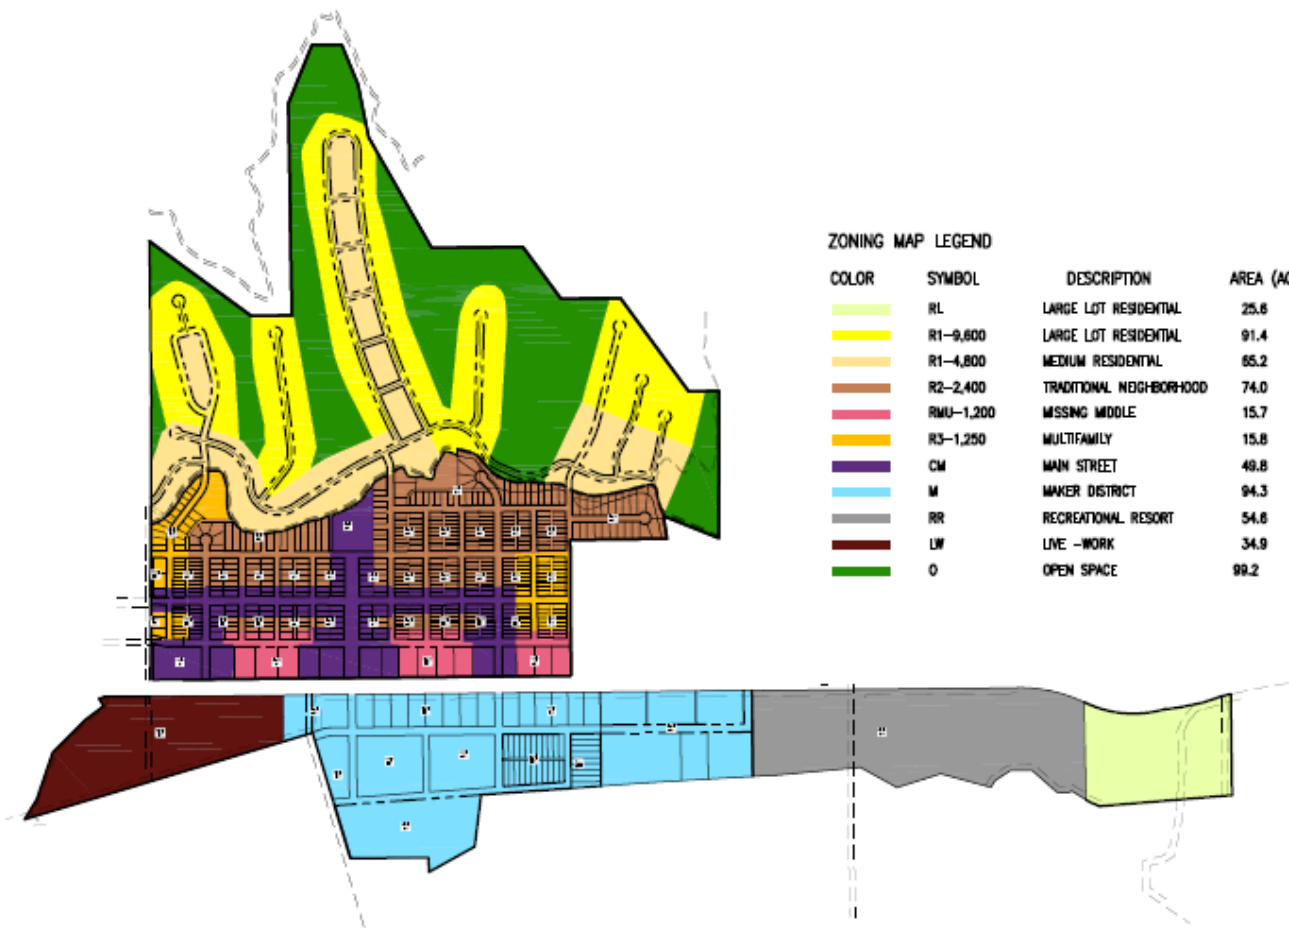 ZONING MAP LEGEND
COLOR SYMBOL DESCRIPTION AREA (AC
RL LARGE LOT RESIDENTIAL 25.6
R1-9,600 LARGE LOT RESIDENTIAL 91.4
R1-4,800 MEDIUM RESIDENTIAL 65.2
R2-2,400 TRADITIONAL NEIGHBORHOOD 74.0
RMU-1,200 MISSING MIDDLE 15.7
R3-1,250 MULTIFAMILY 15.8
CM MAIN STREET 49.8
M MAKER DISTRICT 94.3
RR RECREATIONAL RESORT 54.6
LW LIVE -WORK 34.9
O OPEN SPACE 99.2